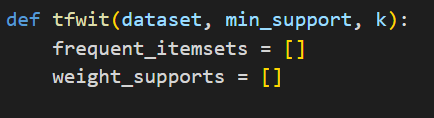 def tfwit(dataset, min_support, k):
    frequent_itemsets = []
    weight_supports = []